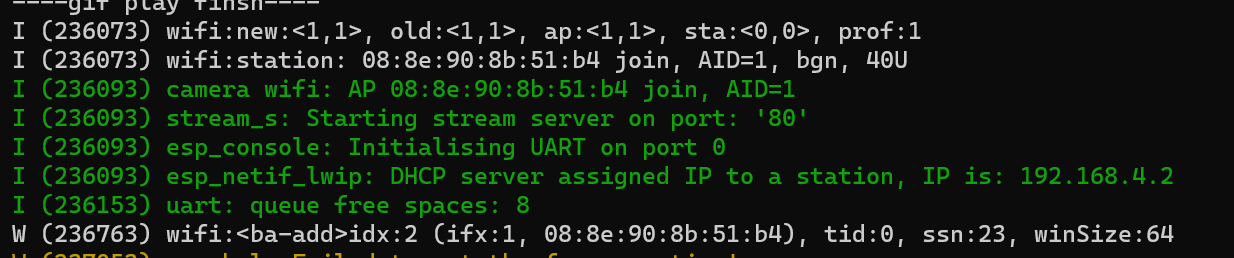 ----gif play finsh----
I (236073) wifi:new:<1,1>, old:<1,1>, ap:<1,1>, sta:<0,0>, prof:1
I (236073) wifi:station: 08:8e:90:8b:51:b4 join, AID=1, bgn, 40U
I (236093) camera wifi: AP 08:8e:90:8b:51:b4 join, AID=1
I (236093) stream_s: Starting stream server on port: '80'
I (236093) esp_console: Initialising UART on port 0
I (236093) esp_netif_lwip: DHCP server assigned IP to a station, IP is: 192.168.4.2
I (236153) uart: queue free spaces: 8
W (236763) wifi:<ba-add>idx:2 (ifx:1, 08:8e:90:8b:51:b4), tid:0, ssn:23, winSize:64